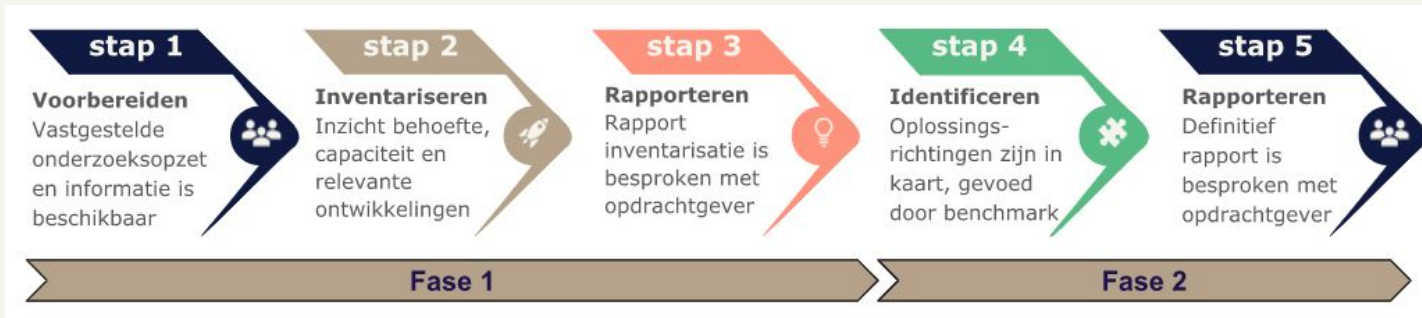 stap 1
Voorbereiden
Vastgestelde
onderzoeksopzet
en informatie is
beschikbaar
stap 2
Inventariseren
Inzicht behoefte,
capaciteit en
relevante
ontwikkelingen
stap 3
Rapporteren
Rapport
inventarisatie is
besproken met
opdrachtgever
stap 4
Identificeren
Oplossings-
richtingen zijn in
kaart, gevoed
door benchmark
stap 5
Rapporteren
Definitief
rapport is
besproken met
opdrachtgever
Fase 1
Fase 2